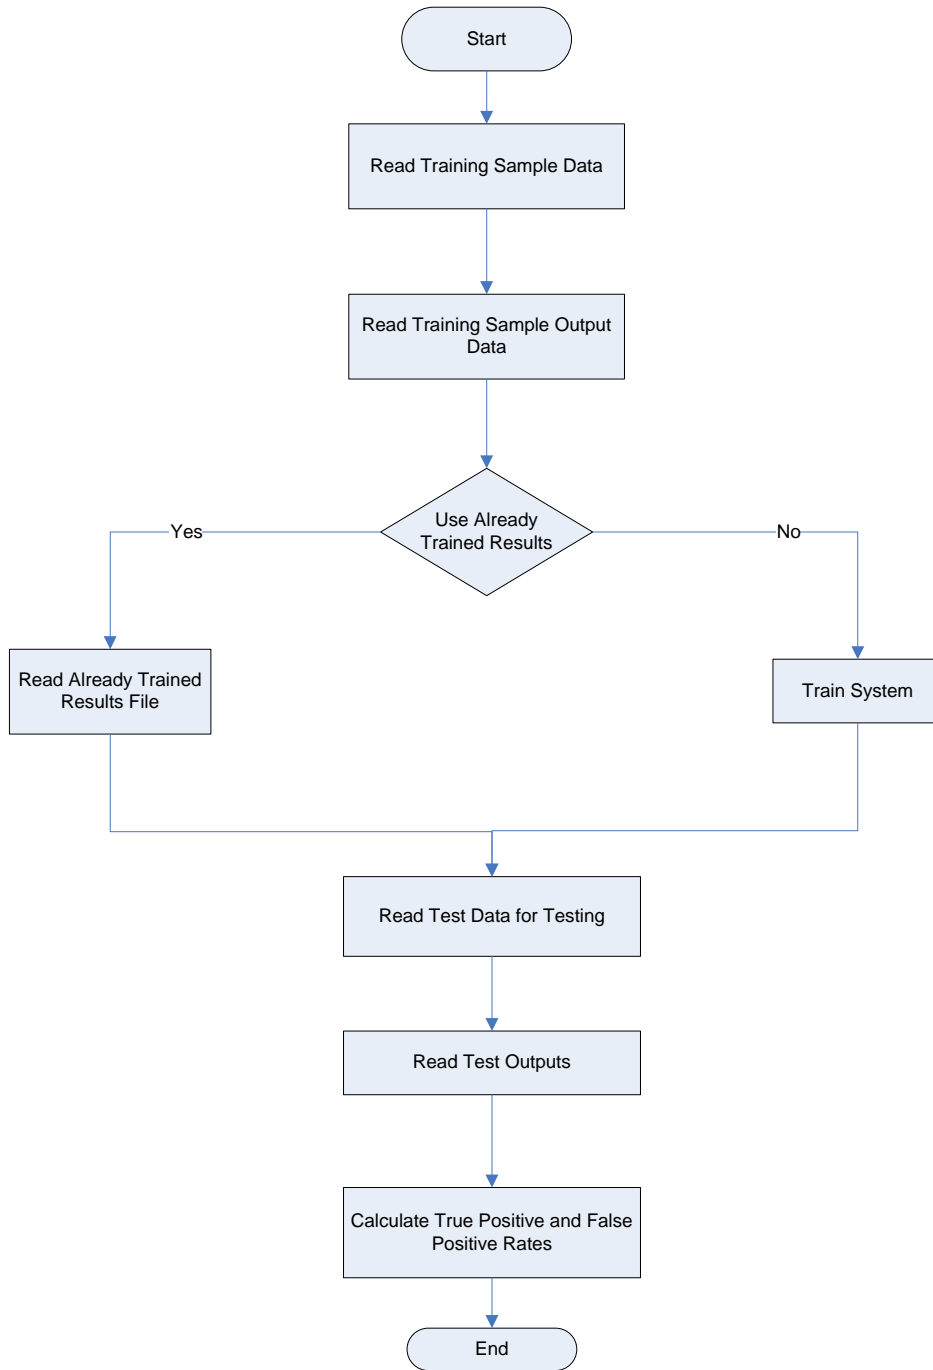 Start
Read Training Sample Data
Read Training Sample Output
Data
Use Already
Trained Results
Yes
No
Read Already Trained
Results File
Train System
Read Test Data for Testing
Read Test Outputs
Calculate True Positive and False
Positive Rates
End